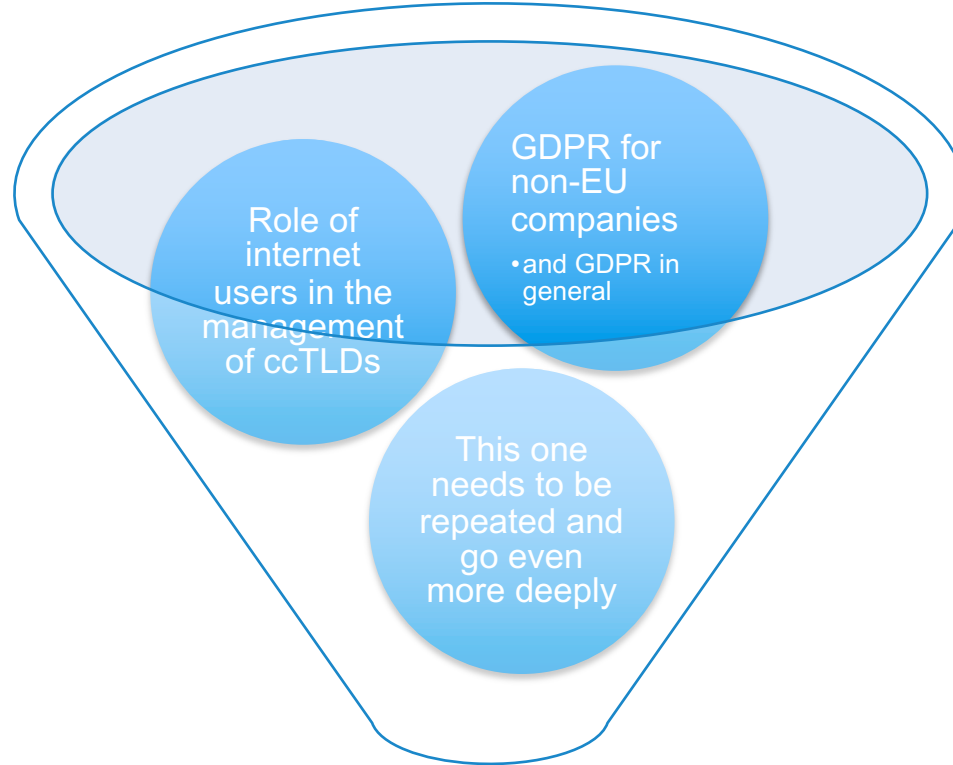 Role of
internet
users in the
management
of ccTLDs
GDPR for
non-EU
companies
•and GDPR in
general
This one
needs to be
repeated and
go even
more deeply